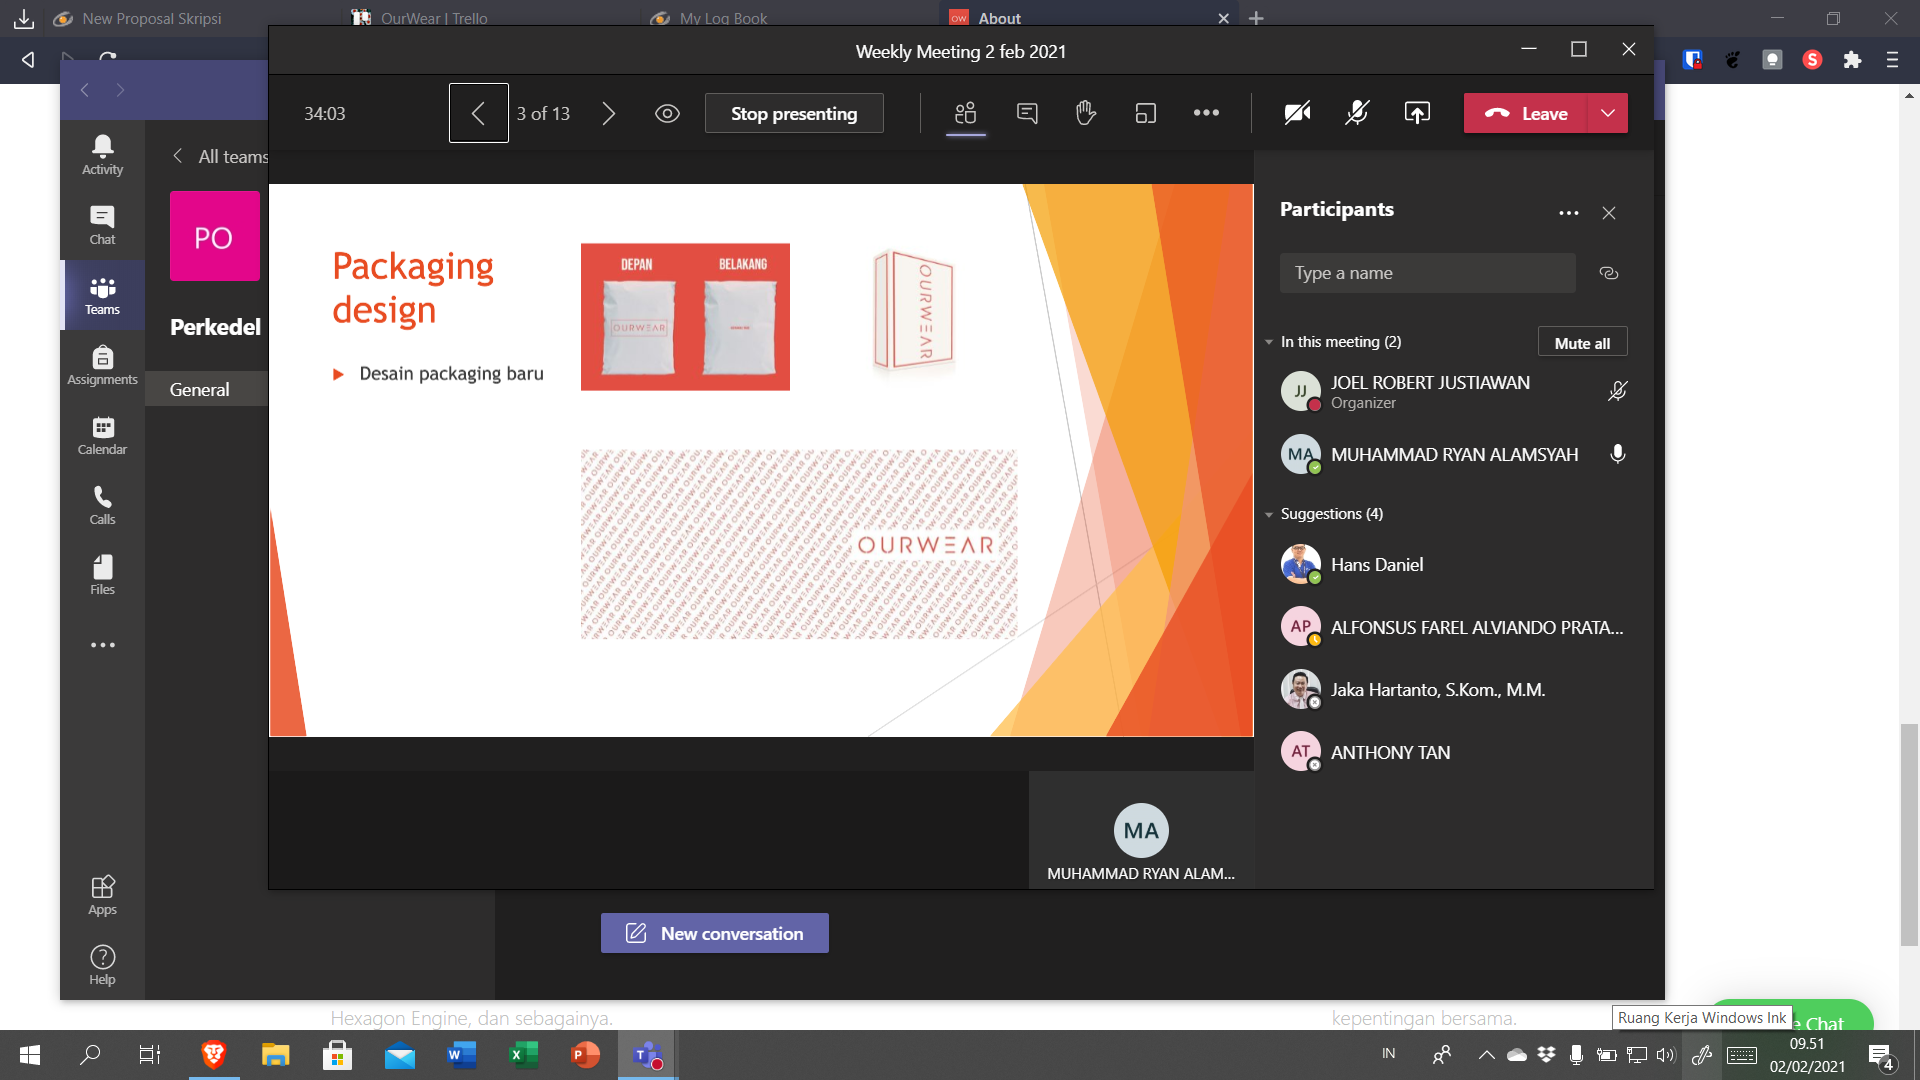 New Proposal Skripsi
OurWear | Trello
My Log Book
OW
About
Weekly Meeting 2 feb 2021
34:03
3 of 13
Stop presenting
Leave
Activity
Chat
Teams
Assignments
Calendar
Calls
Files
Apps
Help
All teams
PO
Perkedel
General
Packaging
design
Desain packaging baru
DEPAN
BELAKANG
OURWEAR
OURWEAR
OURWEAR
Participants
Type a name
In this meeting (2)
Mute all
JJ
JOEL ROBERT JUSTIAWAN
Organizer
MA
MUHAMMAD RYAN ALAMSYAH
Suggestions (4)
Hans Daniel
AP
ALFONSUS FAREL ALVIANDO PRATA...
Jaka Hartanto, S.Kom., M.M.
AT
ANTHONY TAN
MA
MUHAMMAD RYAN ALAM...
New conversation
Hexagon Engine, dan sebagainya.
kepentingan bersama.
Ruang Kerja Windows Ink
Chat
IN
09.51
02/02/2021
4